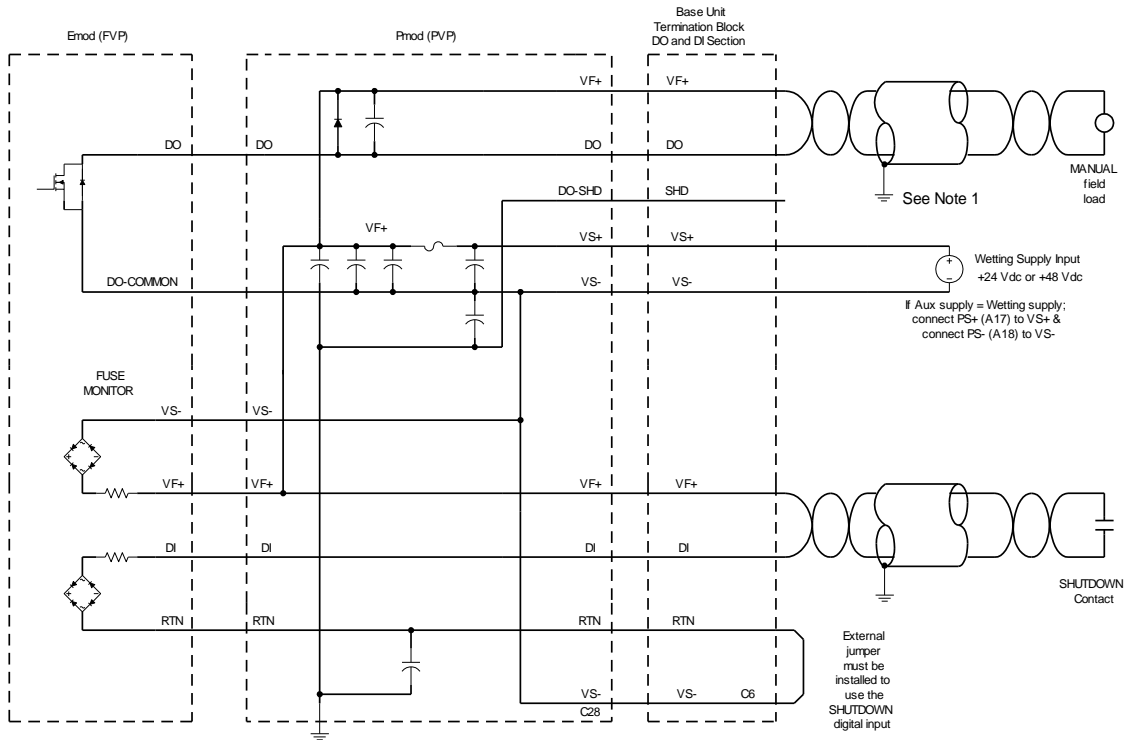 Base Unit
Termination Block
DO and DI Section
Emod (FVP)
Pmod (PVP)
VF+
VF+
DO
DO
DO
DO
MANUAL
field
load
See Note 1
DO-SHD
SHD
VF+
VS+
VS+
Wetting Supply Input
+24 Vdc or +48 Vdc
+
-
DO-COMMON
VS-
VS-
If Aux supply = Wetting supply;
connect PS+ (A17) to VS+ &
connect PS- (A18) to VS-
FUSE
MONITOR
VS-
VS-
VF+
VF+
VF+
VF+
DI
DI
DI
DI
SHUTDOWN
Contact
RTN
RTN
RTN
RTN
External
jumper
must be
installed to
use the
SHUTDOWN
digital input
VS-
VS-
C6
C28